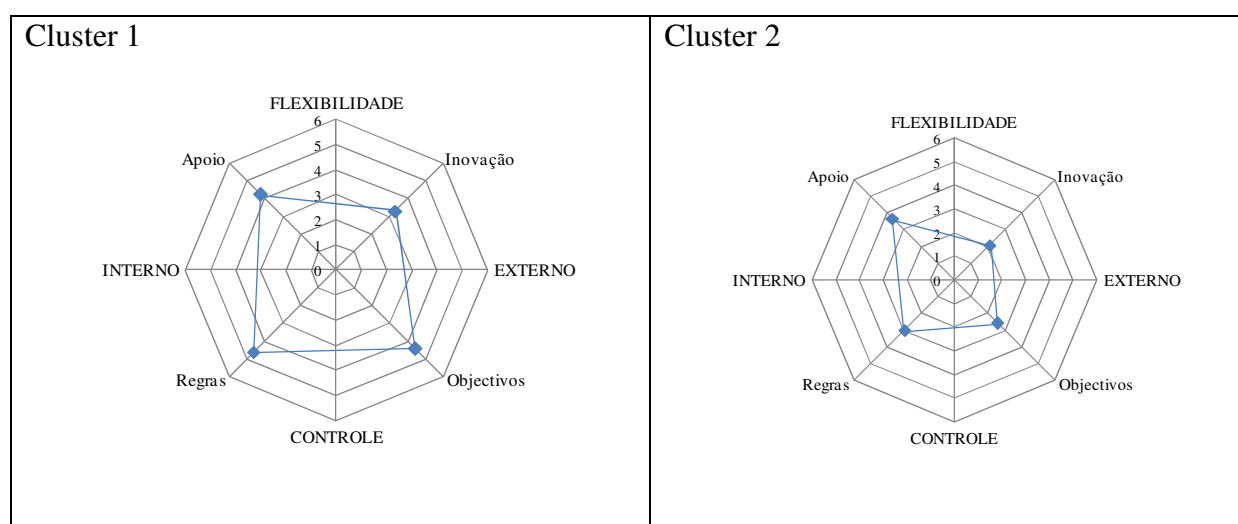 Cluster 1
FLEXIBILIDADE
6
Apoio
5
Inovação
4
3
2
1
INTERNO
0
EXTERNO
Regras
Objectivos
CONTROLE
Cluster 2
FLEXIBILIDADE
6
Apoio
5
Inovação
4
3
2
1
INTERNO
0
EXTERNO
Regras
Objectivos
CONTROLE